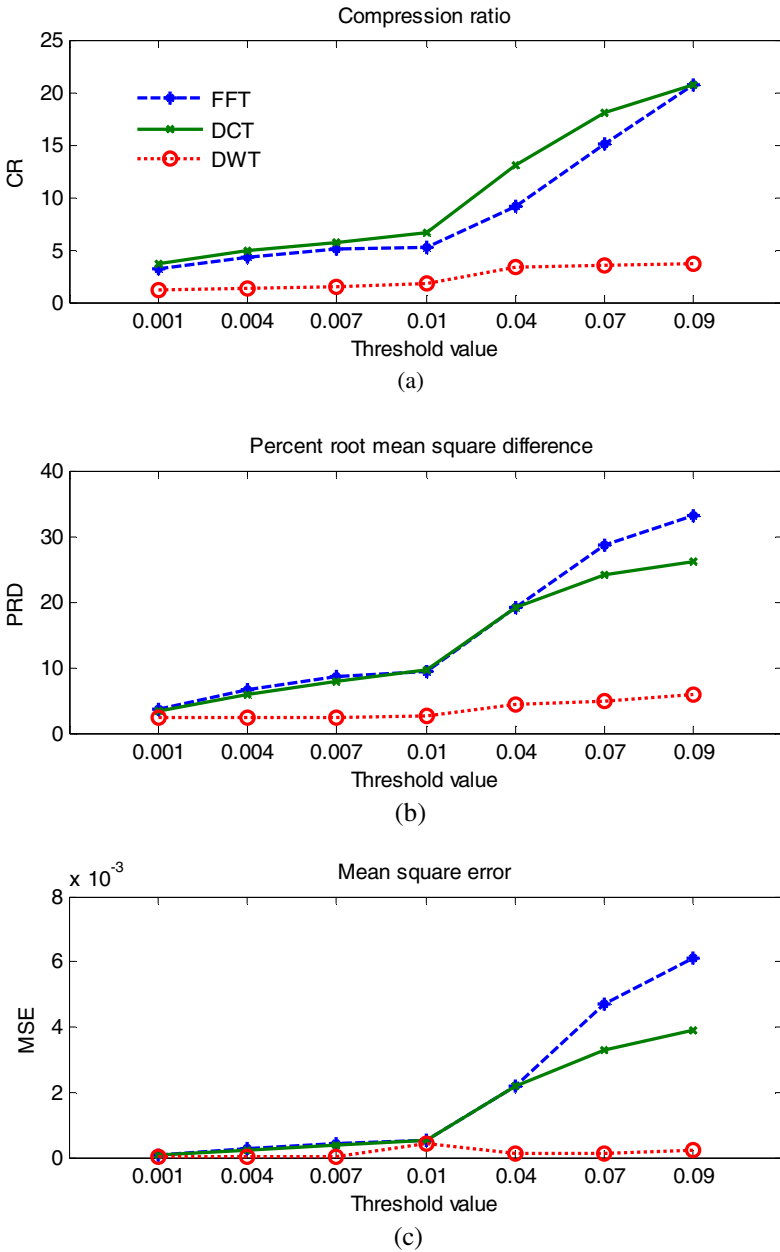 Compression ratio
25
20
15
10
5
0
CR
FFT
DCT
DWT
0.001 0.004 0.007 0.01 0.04 0.07 0.09
Threshold value
(a)
Percent root mean square difference
40
30
20
10
0
PRD
0.001 0.004 0.007 0.01 0.04 0.07 0.09
Threshold value
(b)
x 10⁻³
Mean square error
8
6
4
2
0
MSE
0.001 0.004 0.007 0.01 0.04 0.07 0.09
Threshold value
(c)